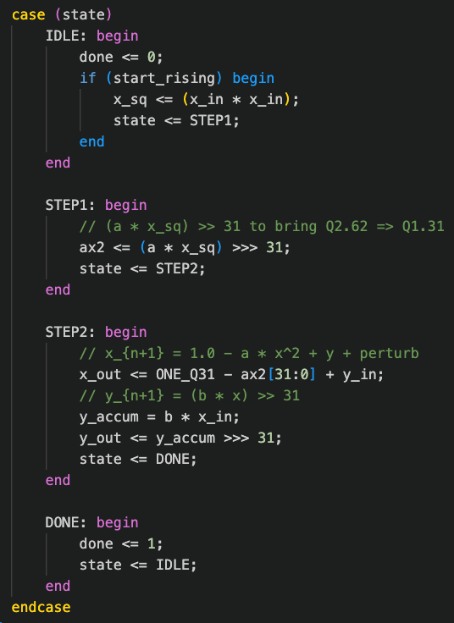 case (state)
    IDLE: begin
        done <= 0;
        if (start_rising) begin
            x_sq <= (x_in * x_in);
            state <= STEP1;
        end
    end

    STEP1: begin
        // (a * x_sq) >> 31 to bring Q2.62 => Q1.31
        ax2 <= (a * x_sq) >>> 31;
        state <= STEP2;
    end

    STEP2: begin
        // x_{n+1} = 1.0 - a * x^2 + y + perturb
        x_out <= ONE_Q31 - ax2[31:0] + y_in;
        // y_{n+1} = (b * x) >> 31
        y_accum = b * x_in;
        y_out <= y_accum >>> 31;
        state <= DONE;
    end

    DONE: begin
        done <= 1;
        state <= IDLE;
    end
endcase